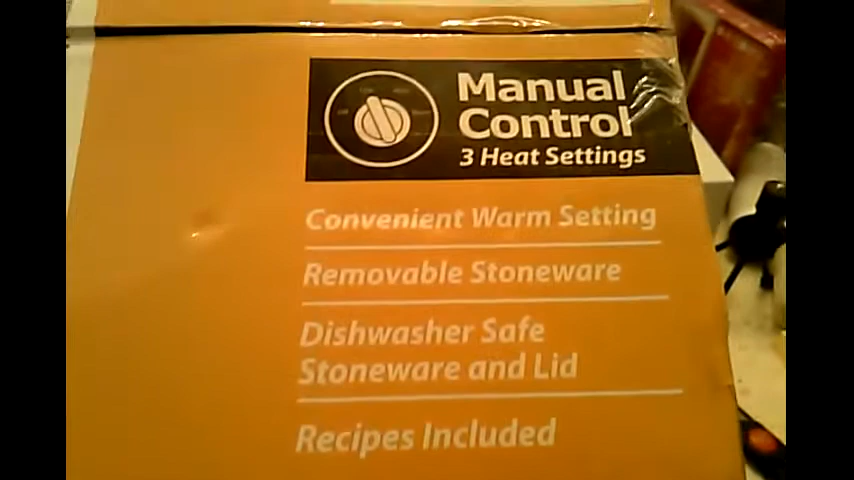 Manual
Control
3 Heat Settings
Convenient Warm Setting
Removable Stoneware
Dishwasher Safe
Stoneware and Lid
Recipes Included